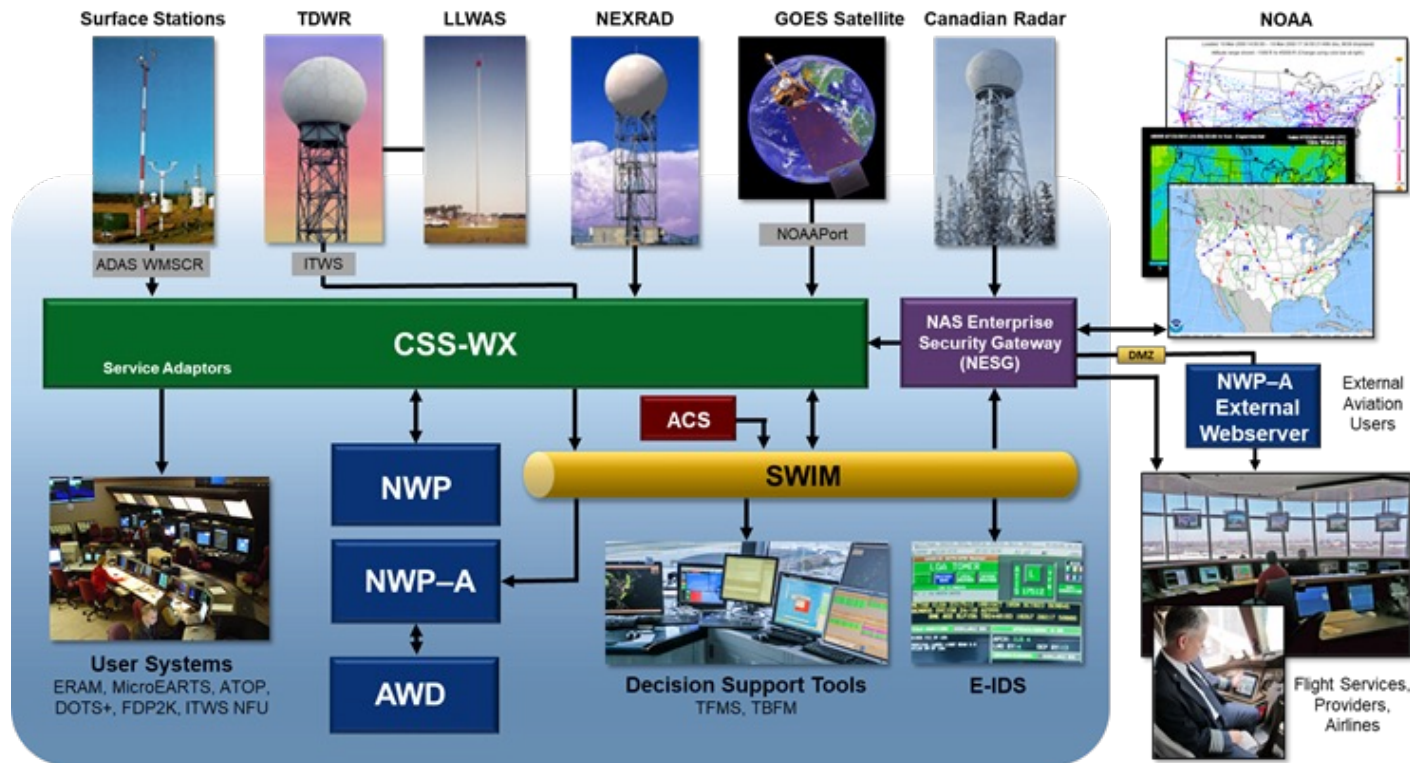 Surface Stations
TDWR
LLWAS
NEXRAD
GOES Satellite
Canadian Radar
NOAA
ADAS WMSCR
ITWS
NOAAPort
CSS-WX
Service Adaptors
NAS Enterprise
Security Gateway
(NESG)
DMZ
NWP–A
External
Webserver
External
Aviation
Users
ACS
SWIM
NWP
NWP–A
AWD
User Systems
ERAM, MicroEARTS, ATOP,
DOTS+, FDP2K, ITWS NFU
Decision Support Tools
TFMS, TBFM
LGA TOWER
E-IDS
Flight Services,
Providers,
Airlines